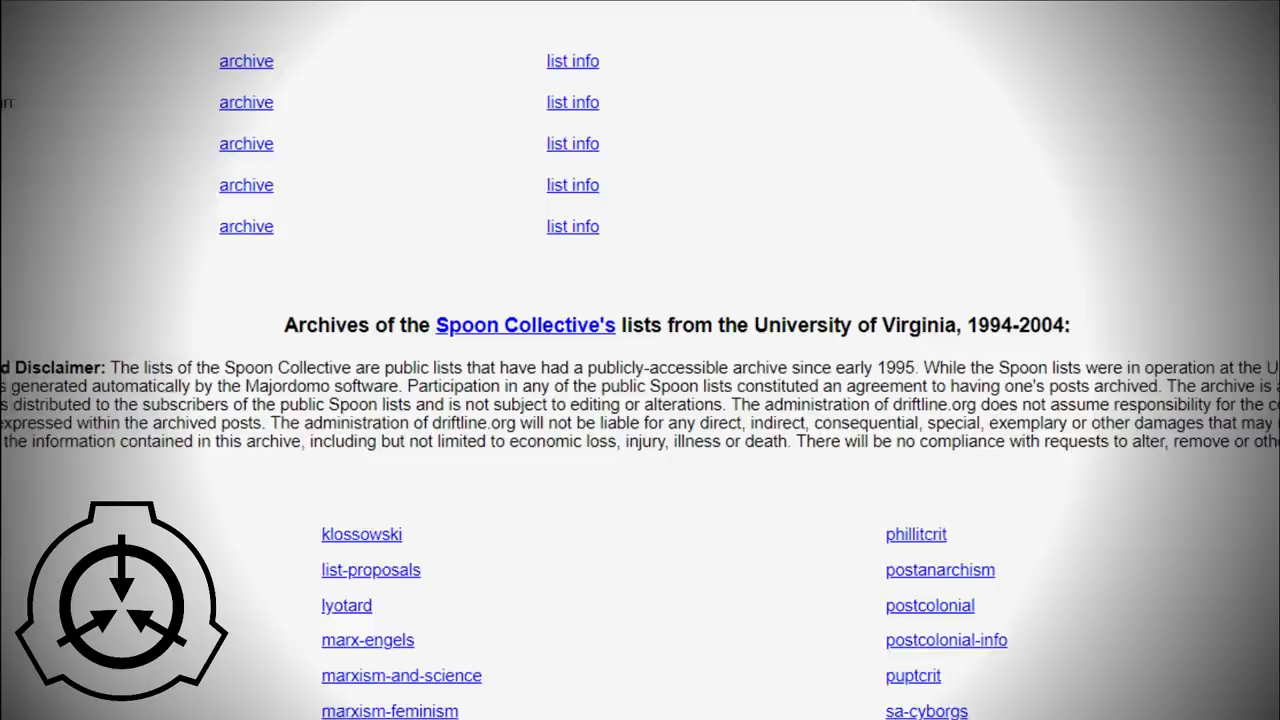 archive list info
archive list info
archive list info
archive list info
archive list info
Archives of the Spoon Collective's lists from the University of Virginia, 1994-2004:
d Disclaimer: The lists of the Spoon Collective are public lists that have had a publicly-accessible archive since early 1995. While the Spoon lists were in operation at the U
s generated automatically by the Majordomo software. Participation in any of the public Spoon lists constituted an agreement to having one's posts archived. The archive is a
s distributed to the subscribers of the public Spoon lists and is not subject to editing or alterations. The administration of driftline.org does not assume responsibility for the c
expressed within the archived posts. The administration of driftline.org will not be liable for any direct, indirect, consequential, special, exemplary or other damages that may
the information contained in this archive, including but not limited to economic loss, injury, illness or death. There will be no compliance with requests to alter, remove or oth
klossowski phillitcrit
list-proposals postanarchism
lyotard postcolonial
marx-engels postcolonial-info
marxism-and-science puptcrit
marxism-feminism sa-cyborgs